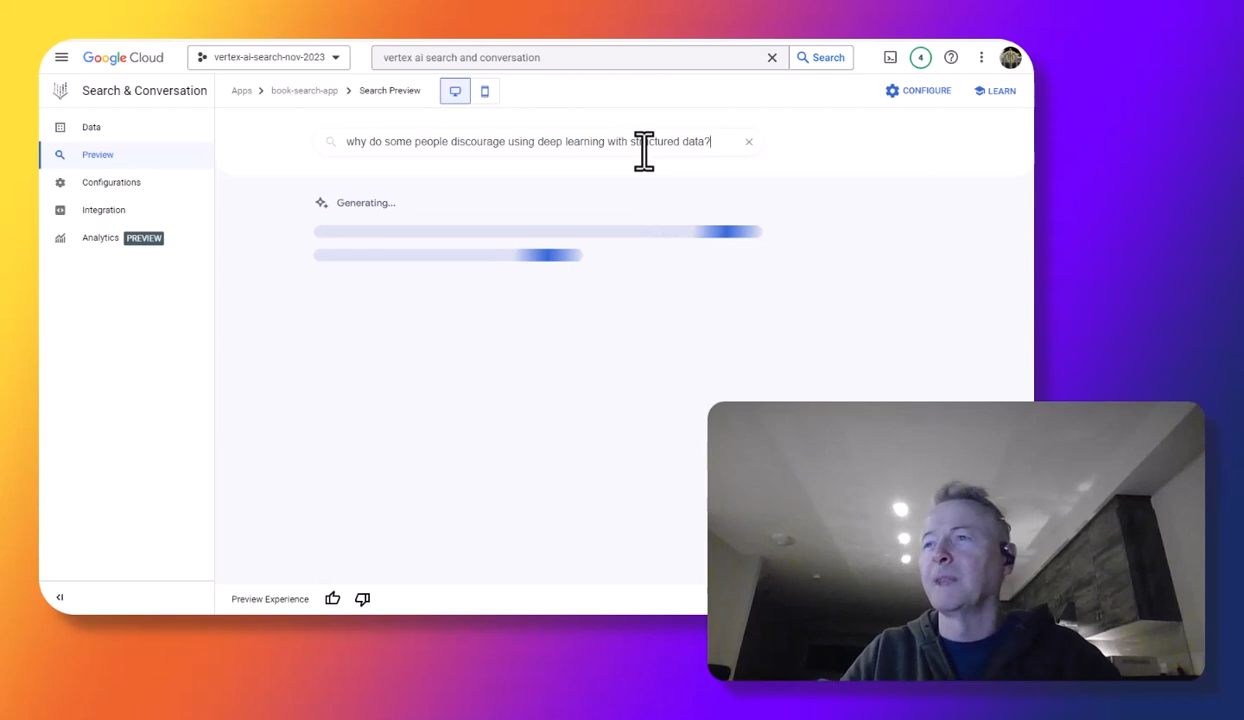 Google Cloud
vertex-ai-search-nov-2023
vertex ai search and conversation
Search
4
Search & Conversation
Apps
book-search-app
Search Preview
CONFIGURE
LEARN
Data
Preview
Configurations
Integration
Analytics PREVIEW
why do some people discourage using deep learning with structured data?
Generating...
Preview Experience